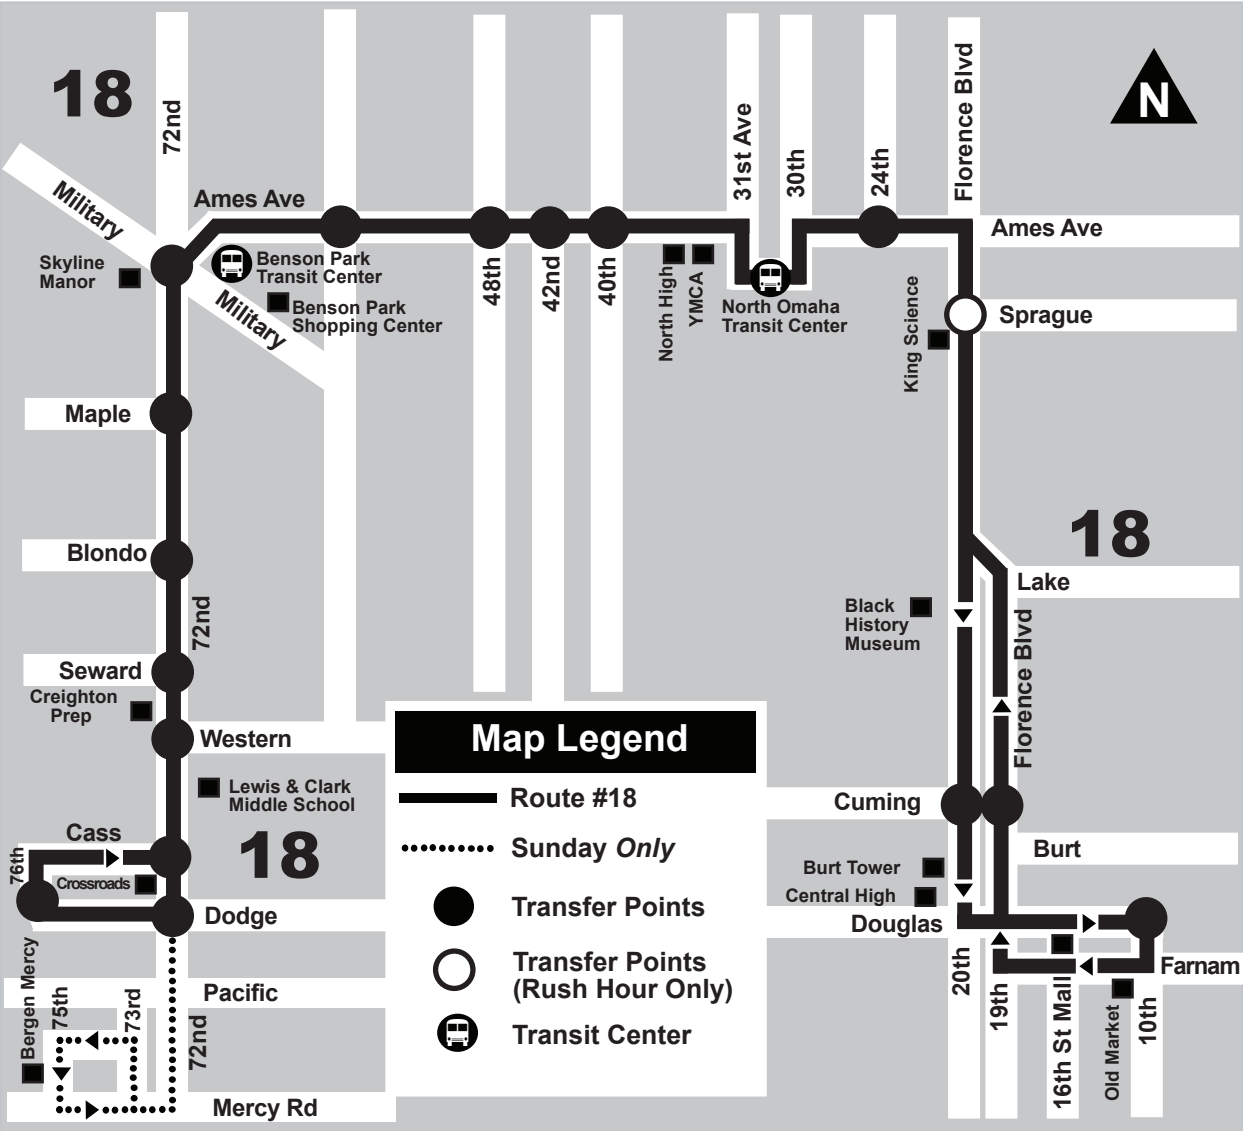 18
72nd
31st Ave
30th
24th
Florence Blvd
N
Military
Ames Ave
Ames Ave
Skyline
Manor
Benson Park
Transit Center
Military
Benson Park
Shopping Center
48th
42nd
40th
North High
YMCA
North Omaha
Transit Center
King Science
Sprague
Maple
Blondo
72nd
18
Lake
Black
History
Museum
Florence Blvd
Seward
Creighton
Prep
Western
Lewis & Clark
Middle School
Cass
18
76th
Crossroads
Dodge
Map Legend
Route #18
Sunday Only
Transfer Points
Transfer Points
(Rush Hour Only)
Transit Center
Cuming
Burt
Burt Tower
Central High
Douglas
Farnam
20th
19th
16th St Mall
Old Market
10th
Bergen Mercy
75th
73rd
Pacific
72nd
Mercy Rd